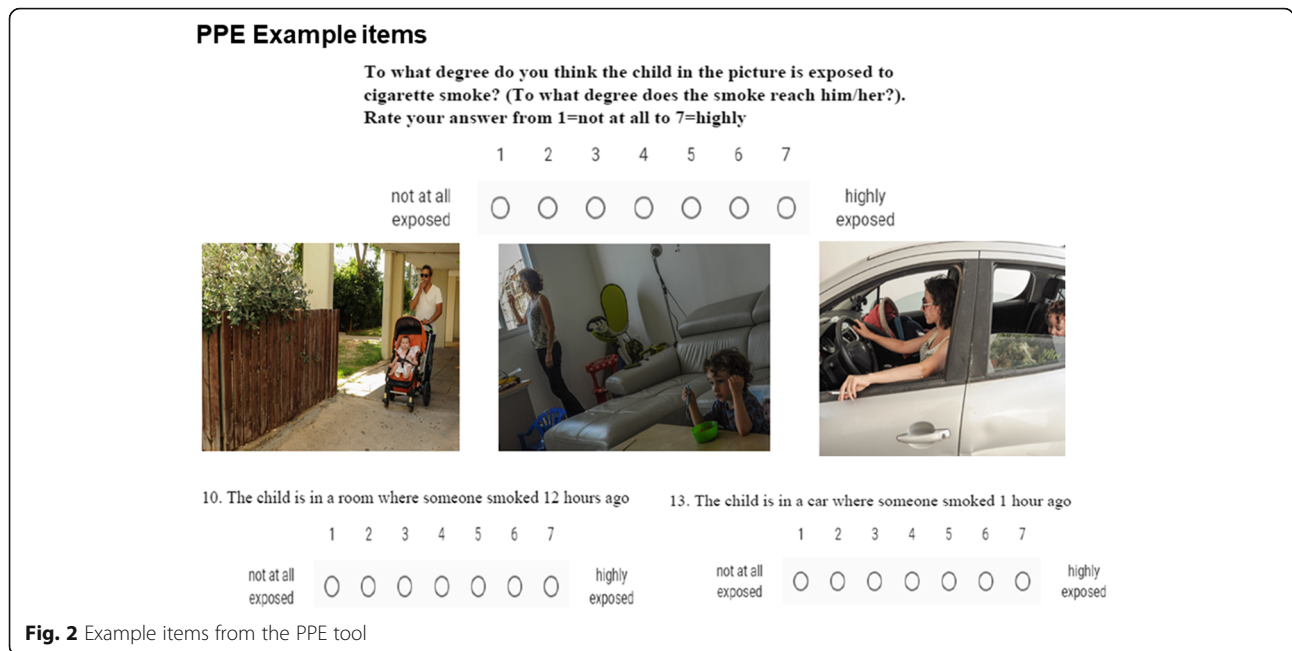 PPE Example items
To what degree do you think the child in the picture is exposed to
cigarette smoke? (To what degree does the smoke reach him/her?).
Rate your answer from 1=not at all to 7=highly
1 2 3 4 5 6 7
not at all
exposed
highly
exposed
10. The child is in a room where someone smoked 12 hours ago
1 2 3 4 5 6 7
not at all
exposed
highly
exposed
13. The child is in a car where someone smoked 1 hour ago
1 2 3 4 5 6 7
not at all
exposed
highly
exposed
Fig. 2 Example items from the PPE tool